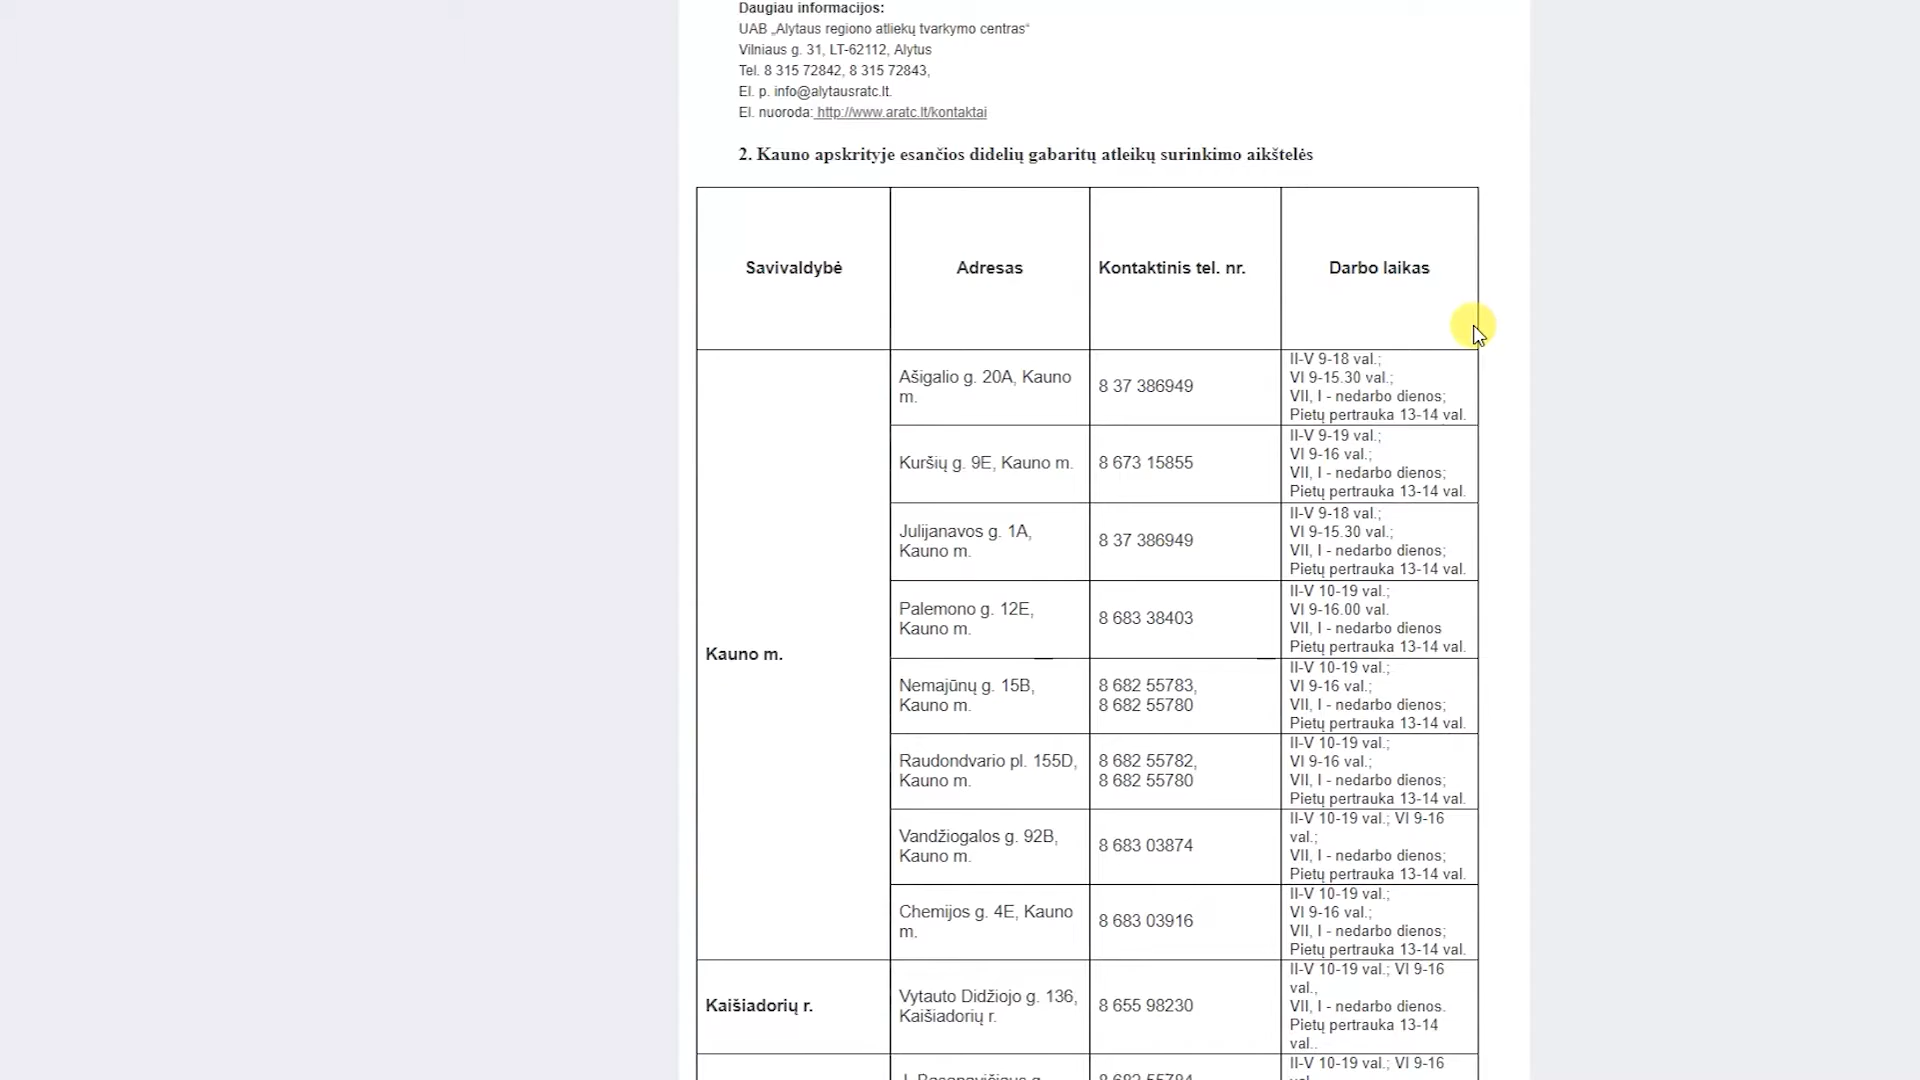 Daugiau informacijos:
UAB „Alytaus regiono atliekų tvarkymo centras“
Vilniaus g. 31, LT-62112, Alytus
Tel. 8 315 72842, 8 315 72843,
El. p. info@alytausratc.lt.
El. nuoroda: http://www.aratc.lt/kontaktai
2. Kauno apskrityje esančios didelių gabaritų atleikų surinkimo aikštelės
Savivaldybė
Adresas
Kontaktinis tel. nr.
Darbo laikas
Kauno m.
Ašigalio g. 20A, Kauno
m.
8 37 386949
II-V 9-18 val.;
VI 9-15.30 val.;
VII, I - nedarbo dienos;
Pietų pertrauka 13-14 val.
Kuršių g. 9E, Kauno m.
8 673 15855
II-V 9-19 val.;
VI 9-16 val.;
VII, I - nedarbo dienos;
Pietų pertrauka 13-14 val.
Julijanavos g. 1A,
Kauno m.
8 37 386949
II-V 9-18 val.;
VI 9-15.30 val.;
VII, I - nedarbo dienos;
Pietų pertrauka 13-14 val.
Palemono g. 12E,
Kauno m.
8 683 38403
II-V 10-19 val.;
VI 9-16.00 val.
VII, I - nedarbo dienos
Pietų pertrauka 13-14 val.
Nemajūnų g. 15B,
Kauno m.
8 682 55783,
8 682 55780
II-V 10-19 val.;
VI 9-16 val.;
VII, I - nedarbo dienos;
Pietų pertrauka 13-14 val.
Raudondvario pl. 155D,
Kauno m.
8 682 55782,
8 682 55780
II-V 10-19 val.;
VI 9-16 val.;
VII, I - nedarbo dienos;
Pietų pertrauka 13-14 val.
Vandžiogalos g. 92B,
Kauno m.
8 683 03874
II-V 10-19 val.; VI 9-16
val.;
VII, I - nedarbo dienos;
Pietų pertrauka 13-14 val.
Chemijos g. 4E, Kauno
m.
8 683 03916
II-V 10-19 val.;
VI 9-16 val.;
VII, I - nedarbo dienos;
Pietų pertrauka 13-14 val.
Kaišiadorių r.
Vytauto Didžiojo g. 136,
Kaišiadorių r.
8 655 98230
II-V 10-19 val.; VI 9-16
val.,
VII, I - nedarbo dienos.
Pietų pertrauka 13-14
val..
II-V 10-19 val.; VI 9-16